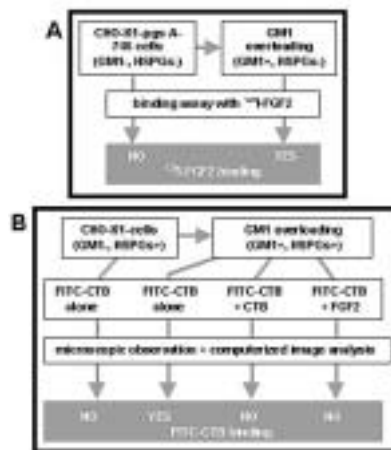 A
CHO-K1-pgs A-
745 cells
(GM1-, HSPGs-)
GM1
overloading
(GM1+, HSPGs-)
binding assay with ¹²⁵I-FGF2
NO YES
¹²⁵I-FGF2 binding
B
CHO-K1-cells
(GM1-, HSPGs+)
GM1 overloading
(GM1+, HSPGs+)
FITC-CTB
alone
FITC-CTB
alone
FITC-CTB
+ CTB
FITC-CTB
+ FGF2
microscopic observation + computerized image analysis
NO YES NO NO
FITC-CTB binding